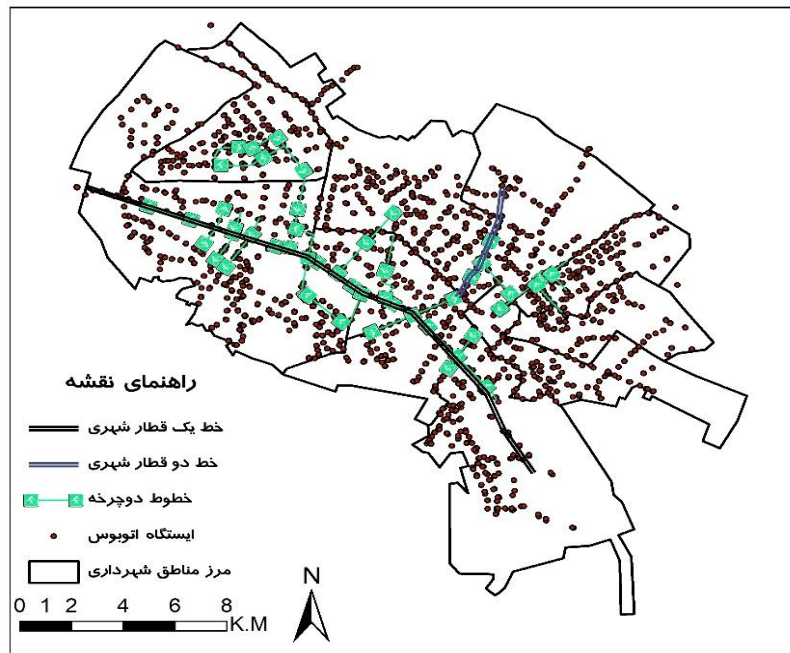 راهنمای نقشه
خط یک قطار شهری
خط دو قطار شهری
خطوط دوچرخه
ایستگاه اتوبوس
مرز مناطق شهرداری
N
0 1 2 4 6 8
K.M